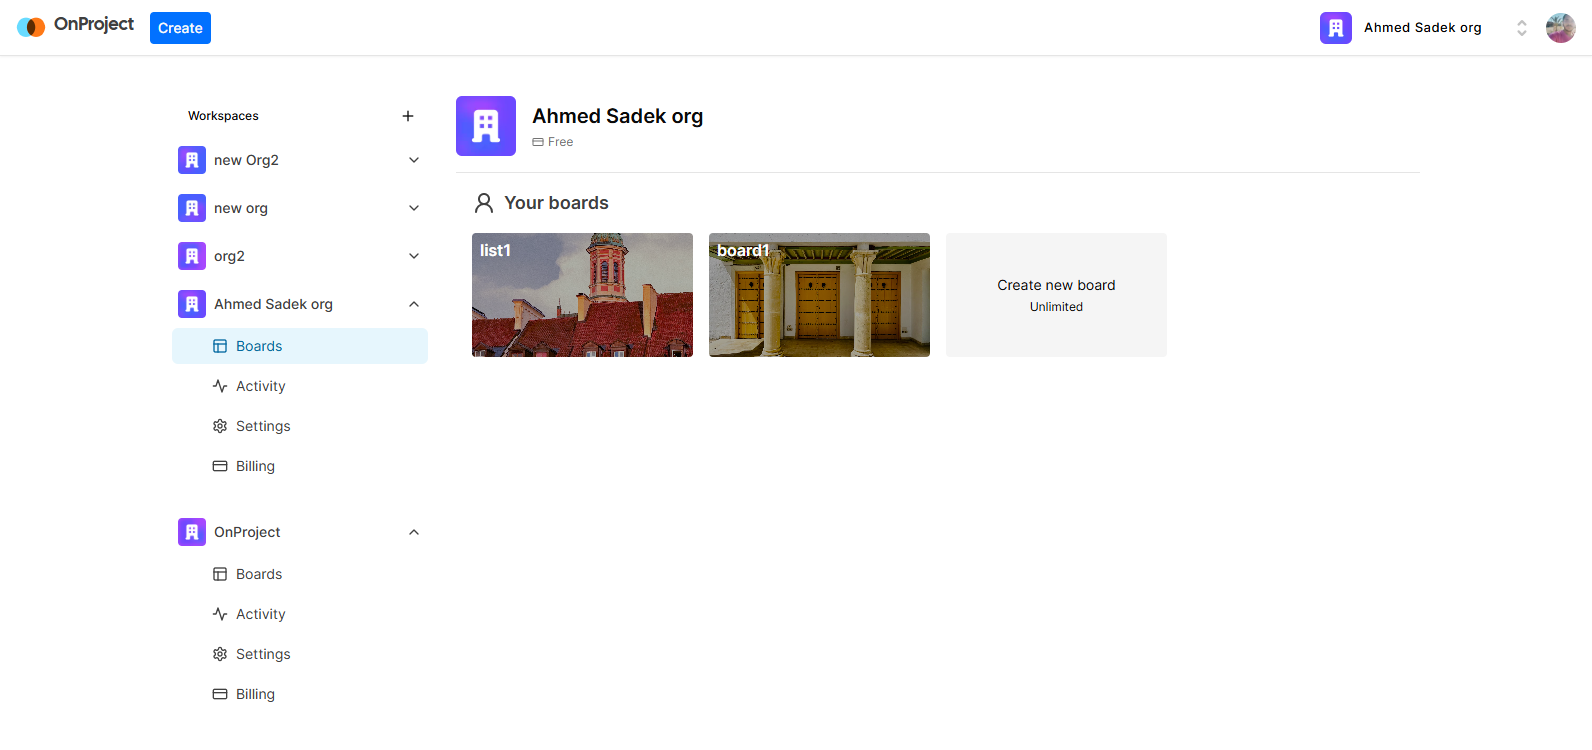 OnProject
Create
Ahmed Sadek org
Workspaces
new Org2
new org
org2
Ahmed Sadek org
Boards
Activity
Settings
Billing
OnProject
Boards
Activity
Settings
Billing
Ahmed Sadek org
Free
Your boards
list1
board1
Create new board
Unlimited